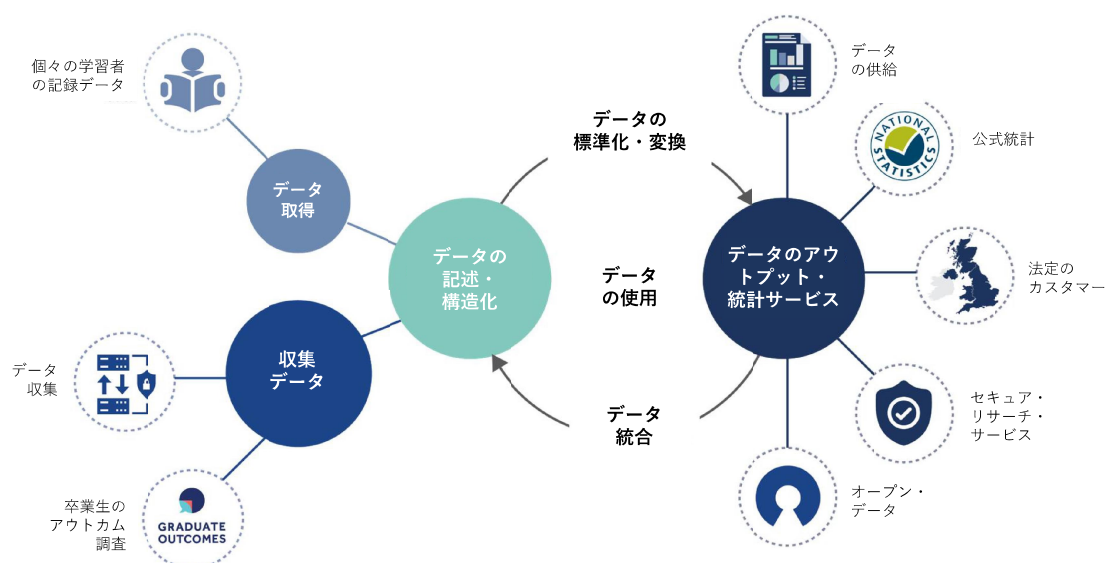 個々の学習者
の記録データ
データ
取得
データ
収集
収集
データ
卒業生の
アウトカム
調査
GRADUATE
OUTCOMES
データの
記述・
構造化
データの
標準化・変換
データ
の使用
データ
統合
データのアウ
トプット・
統計サービス
データ
の供給
NATIONAL
STATISTICS
公式統計
法定の
カスタマー
セキュア・
リサーチ・
サービス
オープン・
データ